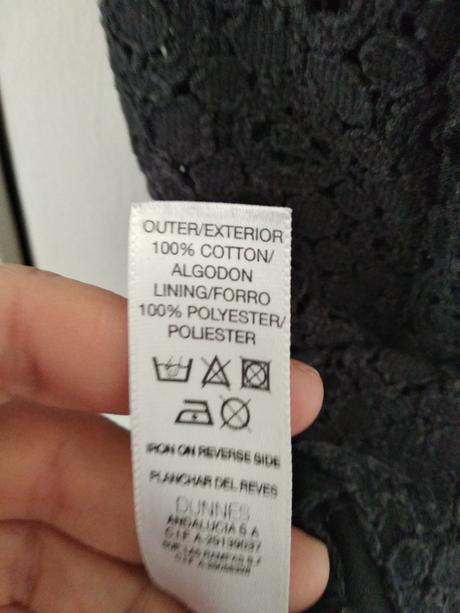 OUTER/EXTERIOR
100% COTTON/
ALGODON
LINING/FORRO
100% POLYESTER/
POLIESTER
IRON ON REVERSE SIDE
PLANCHAR DEL REVES
DUNNES
ANDALUCIA S.A
C.I.F. A-29139037
C.I.F.